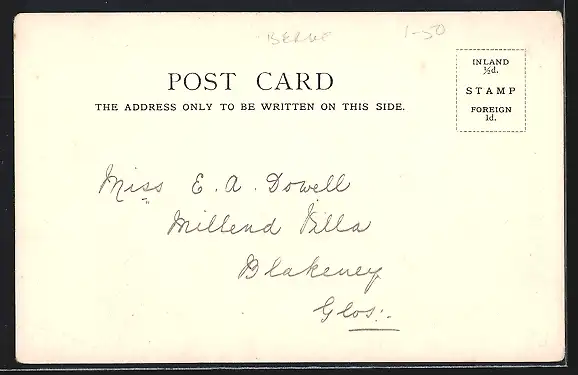 BERNE 1-50
POST CARD
THE ADDRESS ONLY TO BE WRITTEN ON THIS SIDE.
INLAND
½d.
STAMP
FOREIGN
1d.
Miss E. A. Dowell
Millend Villa
Blakeney
Glos:.